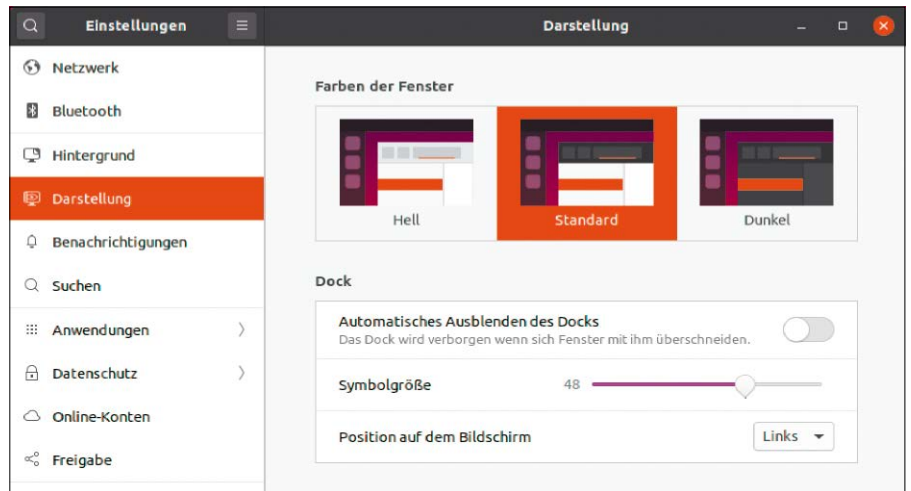 Einstellungen
Netzwerk
Bluetooth
Hintergrund
Darstellung
Benachrichtigungen
Suchen
Anwendungen
Datenschutz
Online-Konten
Freigabe
Darstellung
Farben der Fenster
Hell
Standard
Dunkel
Dock
Automatisches Ausblenden des Docks
Das Dock wird verborgen wenn sich Fenster mit ihm überschneiden.
Symbolgröße 48
Position auf dem Bildschirm Links